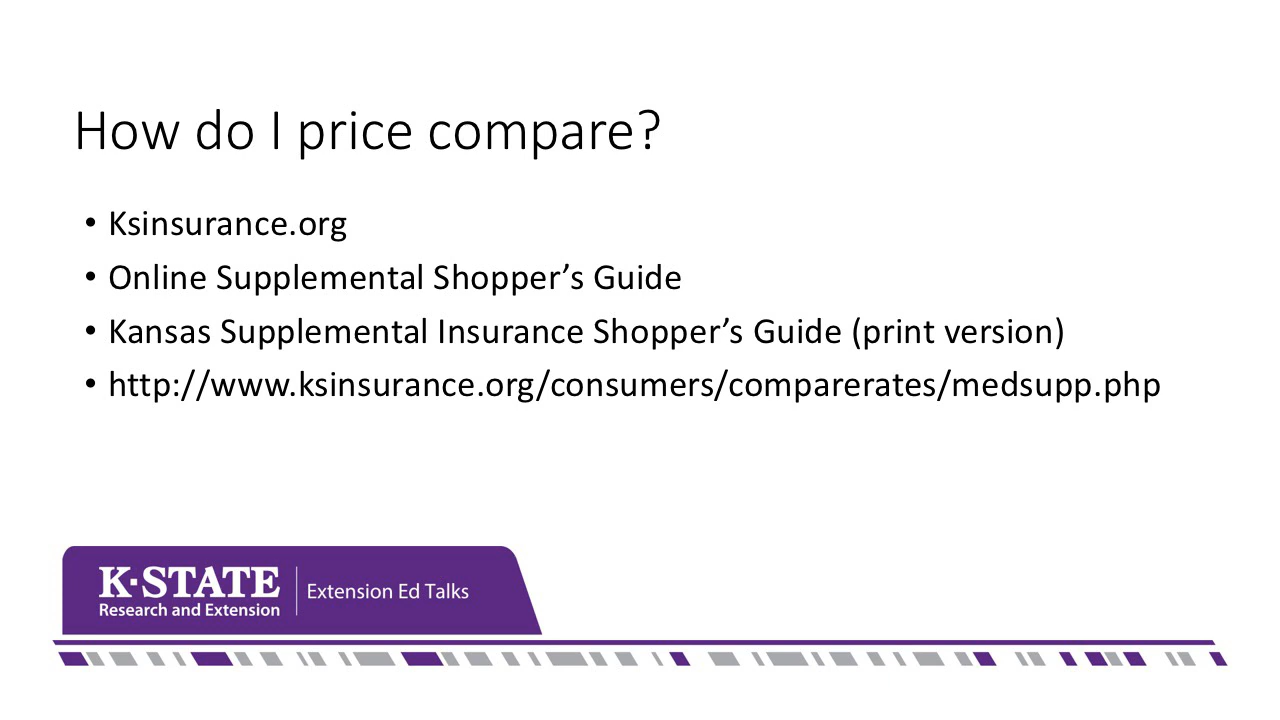 How do I price compare?
• Ksinsurance.org
• Online Supplemental Shopper’s Guide
• Kansas Supplemental Insurance Shopper’s Guide (print version)
• http://www.ksinsurance.org/consumers/comparerates/medsupp.php
K·STATE
Research and Extension
Extension Ed Talks